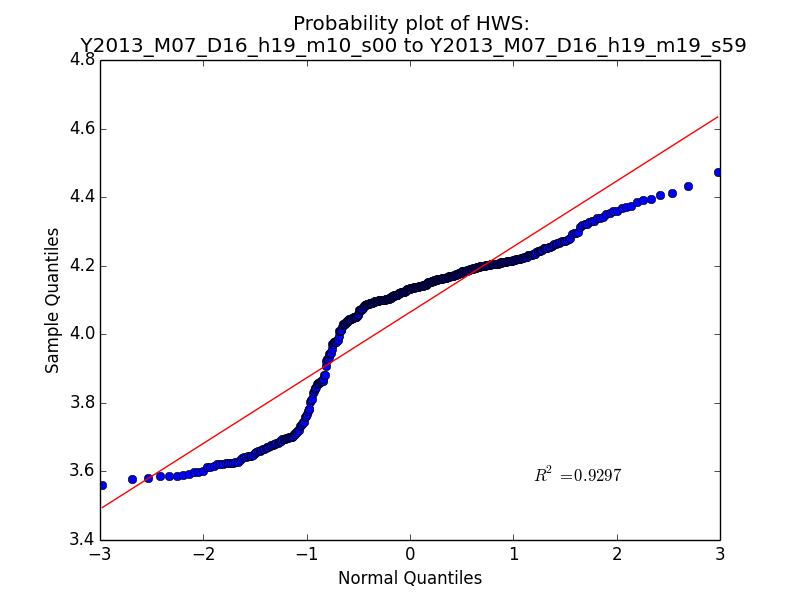 Probability plot of HWS:
Y2013_M07_D16_h19_m10_s00 to Y2013_M07_D16_h19_m19_s59
4.8
4.6
4.4
4.2
4.0
3.8
3.6
3.4
Sample Quantiles
R² =0.9297
−3 −2 −1 0 1 2 3
Normal Quantiles